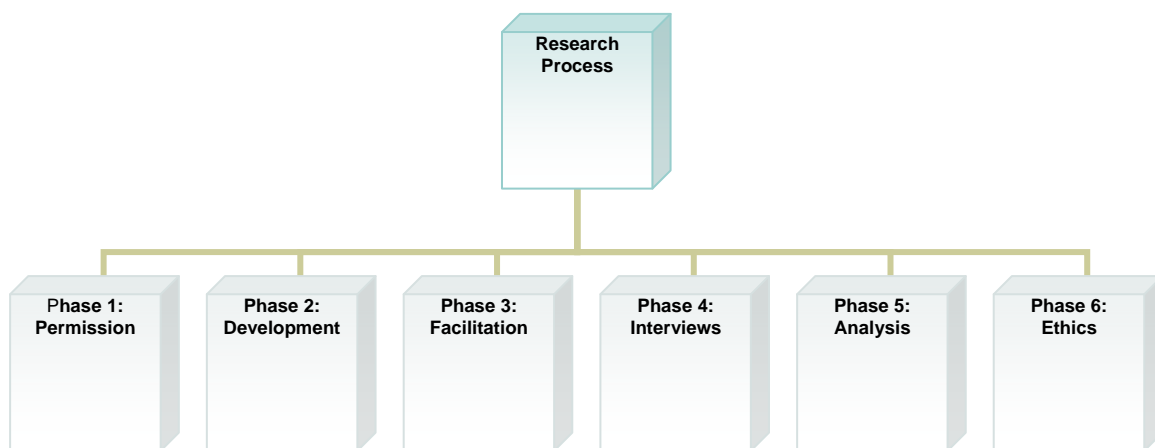 Research
Process
Phase 1:
Permission
Phase 2:
Development
Phase 3:
Facilitation
Phase 4:
Interviews
Phase 5:
Analysis
Phase 6:
Ethics